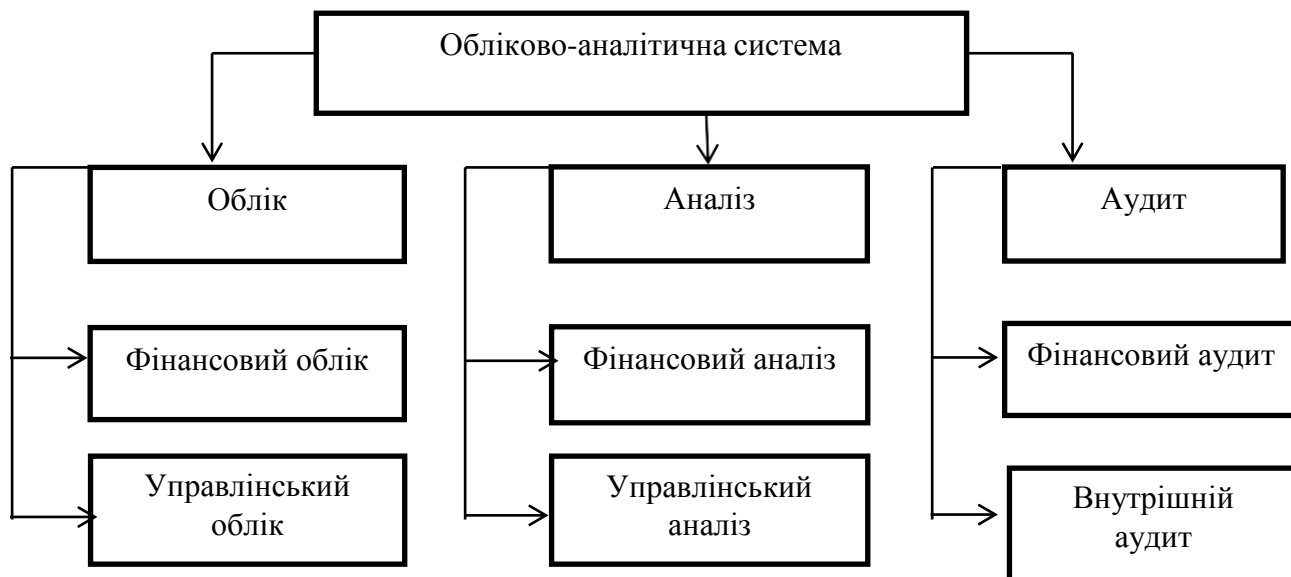 Обліково-аналітична система
Облік
Аналіз
Аудит
Фінансовий облік
Фінансовий аналіз
Фінансовий аудит
Управлінський
облік
Управлінський
аналіз
Внутрішній
аудит